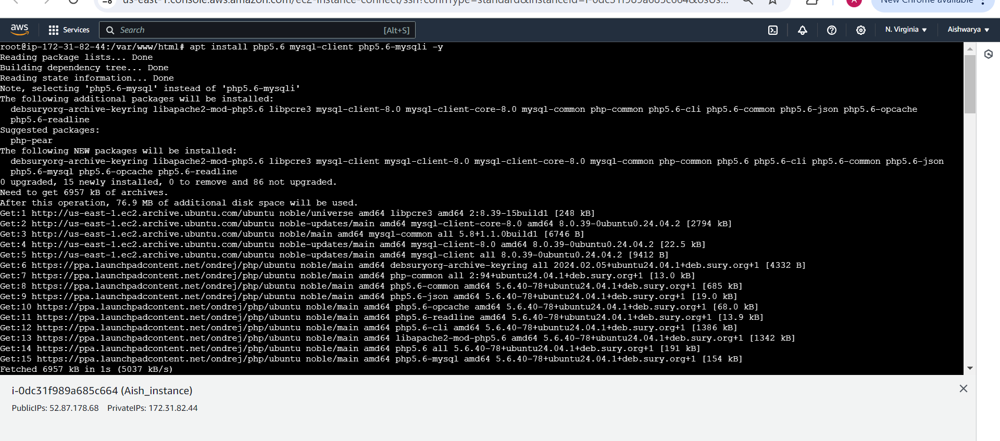 New Chrome available
aws
Services
Search
[Alt+S]
N. Virginia
Aishwarya
root@ip-172-31-82-44:/var/www/html# apt install php5.6 mysql-client php5.6-mysqli -y
Reading package lists... Done
Building dependency tree... Done
Reading state information... Done
Note, selecting 'php5.6-mysql' instead of 'php5.6-mysqli'
The following additional packages will be installed:
debsuryorg-archive-keyring libapache2-mod-php5.6 libpcre3 mysql-client-8.0 mysql-client-core-8.0 mysql-common php-common php5.6-cli php5.6-common php5.6-json php5.6-opcache
php5.6-readline
Suggested packages:
php-pear
The following NEW packages will be installed:
debsuryorg-archive-keyring libapache2-mod-php5.6 libpcre3 mysql-client mysql-client-8.0 mysql-client-core-8.0 mysql-common php-common php5.6 php5.6-cli php5.6-common php5.6-json
php5.6-mysql php5.6-opcache php5.6-readline
0 upgraded, 15 newly installed, 0 to remove and 86 not upgraded.
Need to get 6957 kB of archives.
After this operation, 76.9 MB of additional disk space will be used.
Get:1 http://us-east-1.ec2.archive.ubuntu.com/ubuntu noble/universe amd64 libpcre3 amd64 2:8.39-15build1 [248 kB]
Get:2 http://us-east-1.ec2.archive.ubuntu.com/ubuntu noble-updates/main amd64 mysql-client-core-8.0 amd64 8.0.39-0ubuntu0.24.04.2 [2794 kB]
Get:3 http://us-east-1.ec2.archive.ubuntu.com/ubuntu noble/main amd64 mysql-common all 5.8+1.1.0build1 [6746 B]
Get:4 http://us-east-1.ec2.archive.ubuntu.com/ubuntu noble-updates/main amd64 mysql-client-8.0 amd64 8.0.39-0ubuntu0.24.04.2 [22.5 kB]
Get:5 http://us-east-1.ec2.archive.ubuntu.com/ubuntu noble-updates/main amd64 mysql-client all 8.0.39-0ubuntu0.24.04.2 [9412 B]
Get:6 https://ppa.launchpadcontent.net/ondrej/php/ubuntu noble/main amd64 debsuryorg-archive-keyring all 2024.02.05+ubuntu24.04.1+deb.sury.org+1 [4332 B]
Get:7 https://ppa.launchpadcontent.net/ondrej/php/ubuntu noble/main amd64 php-common all 2:94+ubuntu24.04.1+deb.sury.org+1 [13.0 kB]
Get:8 https://ppa.launchpadcontent.net/ondrej/php/ubuntu noble/main amd64 php5.6-common amd64 5.6.40-78+ubuntu24.04.1+deb.sury.org+1 [685 kB]
Get:9 https://ppa.launchpadcontent.net/ondrej/php/ubuntu noble/main amd64 php5.6-json amd64 5.6.40-78+ubuntu24.04.1+deb.sury.org+1 [19.0 kB]
Get:10 https://ppa.launchpadcontent.net/ondrej/php/ubuntu noble/main amd64 php5.6-opcache amd64 5.6.40-78+ubuntu24.04.1+deb.sury.org+1 [68.0 kB]
Get:11 https://ppa.launchpadcontent.net/ondrej/php/ubuntu noble/main amd64 php5.6-readline amd64 5.6.40-78+ubuntu24.04.1+deb.sury.org+1 [13.9 kB]
Get:12 https://ppa.launchpadcontent.net/ondrej/php/ubuntu noble/main amd64 php5.6-cli amd64 5.6.40-78+ubuntu24.04.1+deb.sury.org+1 [1386 kB]
Get:13 https://ppa.launchpadcontent.net/ondrej/php/ubuntu noble/main amd64 libapache2-mod-php5.6 amd64 5.6.40-78+ubuntu24.04.1+deb.sury.org+1 [1342 kB]
Get:14 https://ppa.launchpadcontent.net/ondrej/php/ubuntu noble/main amd64 php5.6 all 5.6.40-78+ubuntu24.04.1+deb.sury.org+1 [191 kB]
Get:15 https://ppa.launchpadcontent.net/ondrej/php/ubuntu noble/main amd64 php5.6-mysql amd64 5.6.40-78+ubuntu24.04.1+deb.sury.org+1 [154 kB]
Fetched 6957 kB in 1s (5037 kB/s)
i-0dc31f989a685c664 (Aish_instance)
PublicIPs: 52.87.178.68 PrivateIPs: 172.31.82.44